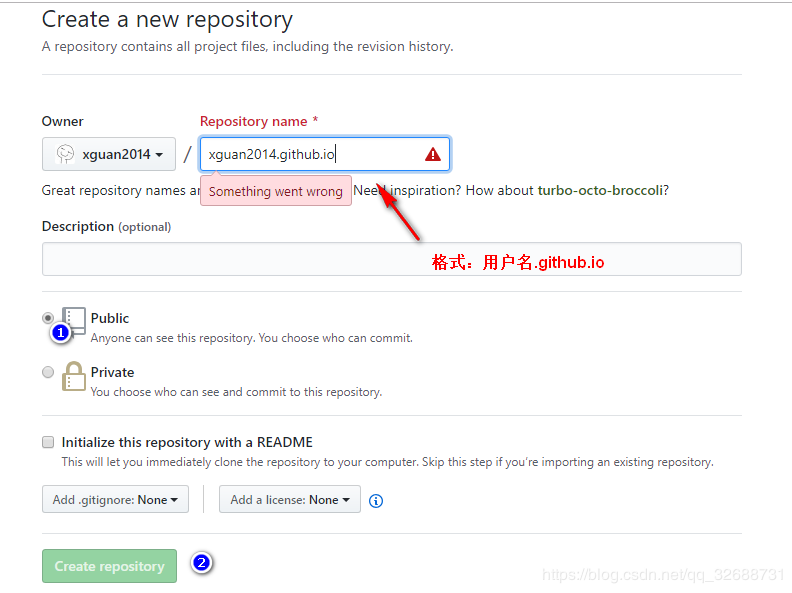 Create a new repository
A repository contains all project files, including the revision history.
Owner
Repository name *
xguan2014
/
xguan2014.github.io
Great repository names a
Something went wrong
Need inspiration? How about turbo-octo-broccoli?
Description (optional)
格式：用户名.github.io
Public
1
Anyone can see this repository. You choose who can commit.
Private
You choose who can see and commit to this repository.
Initialize this repository with a README
This will let you immediately clone the repository to your computer. Skip this step if you're importing an existing repository.
Add .gitignore: None
Add a license: None
Create repository
2
https://blog.csdn.net/qq_32688731